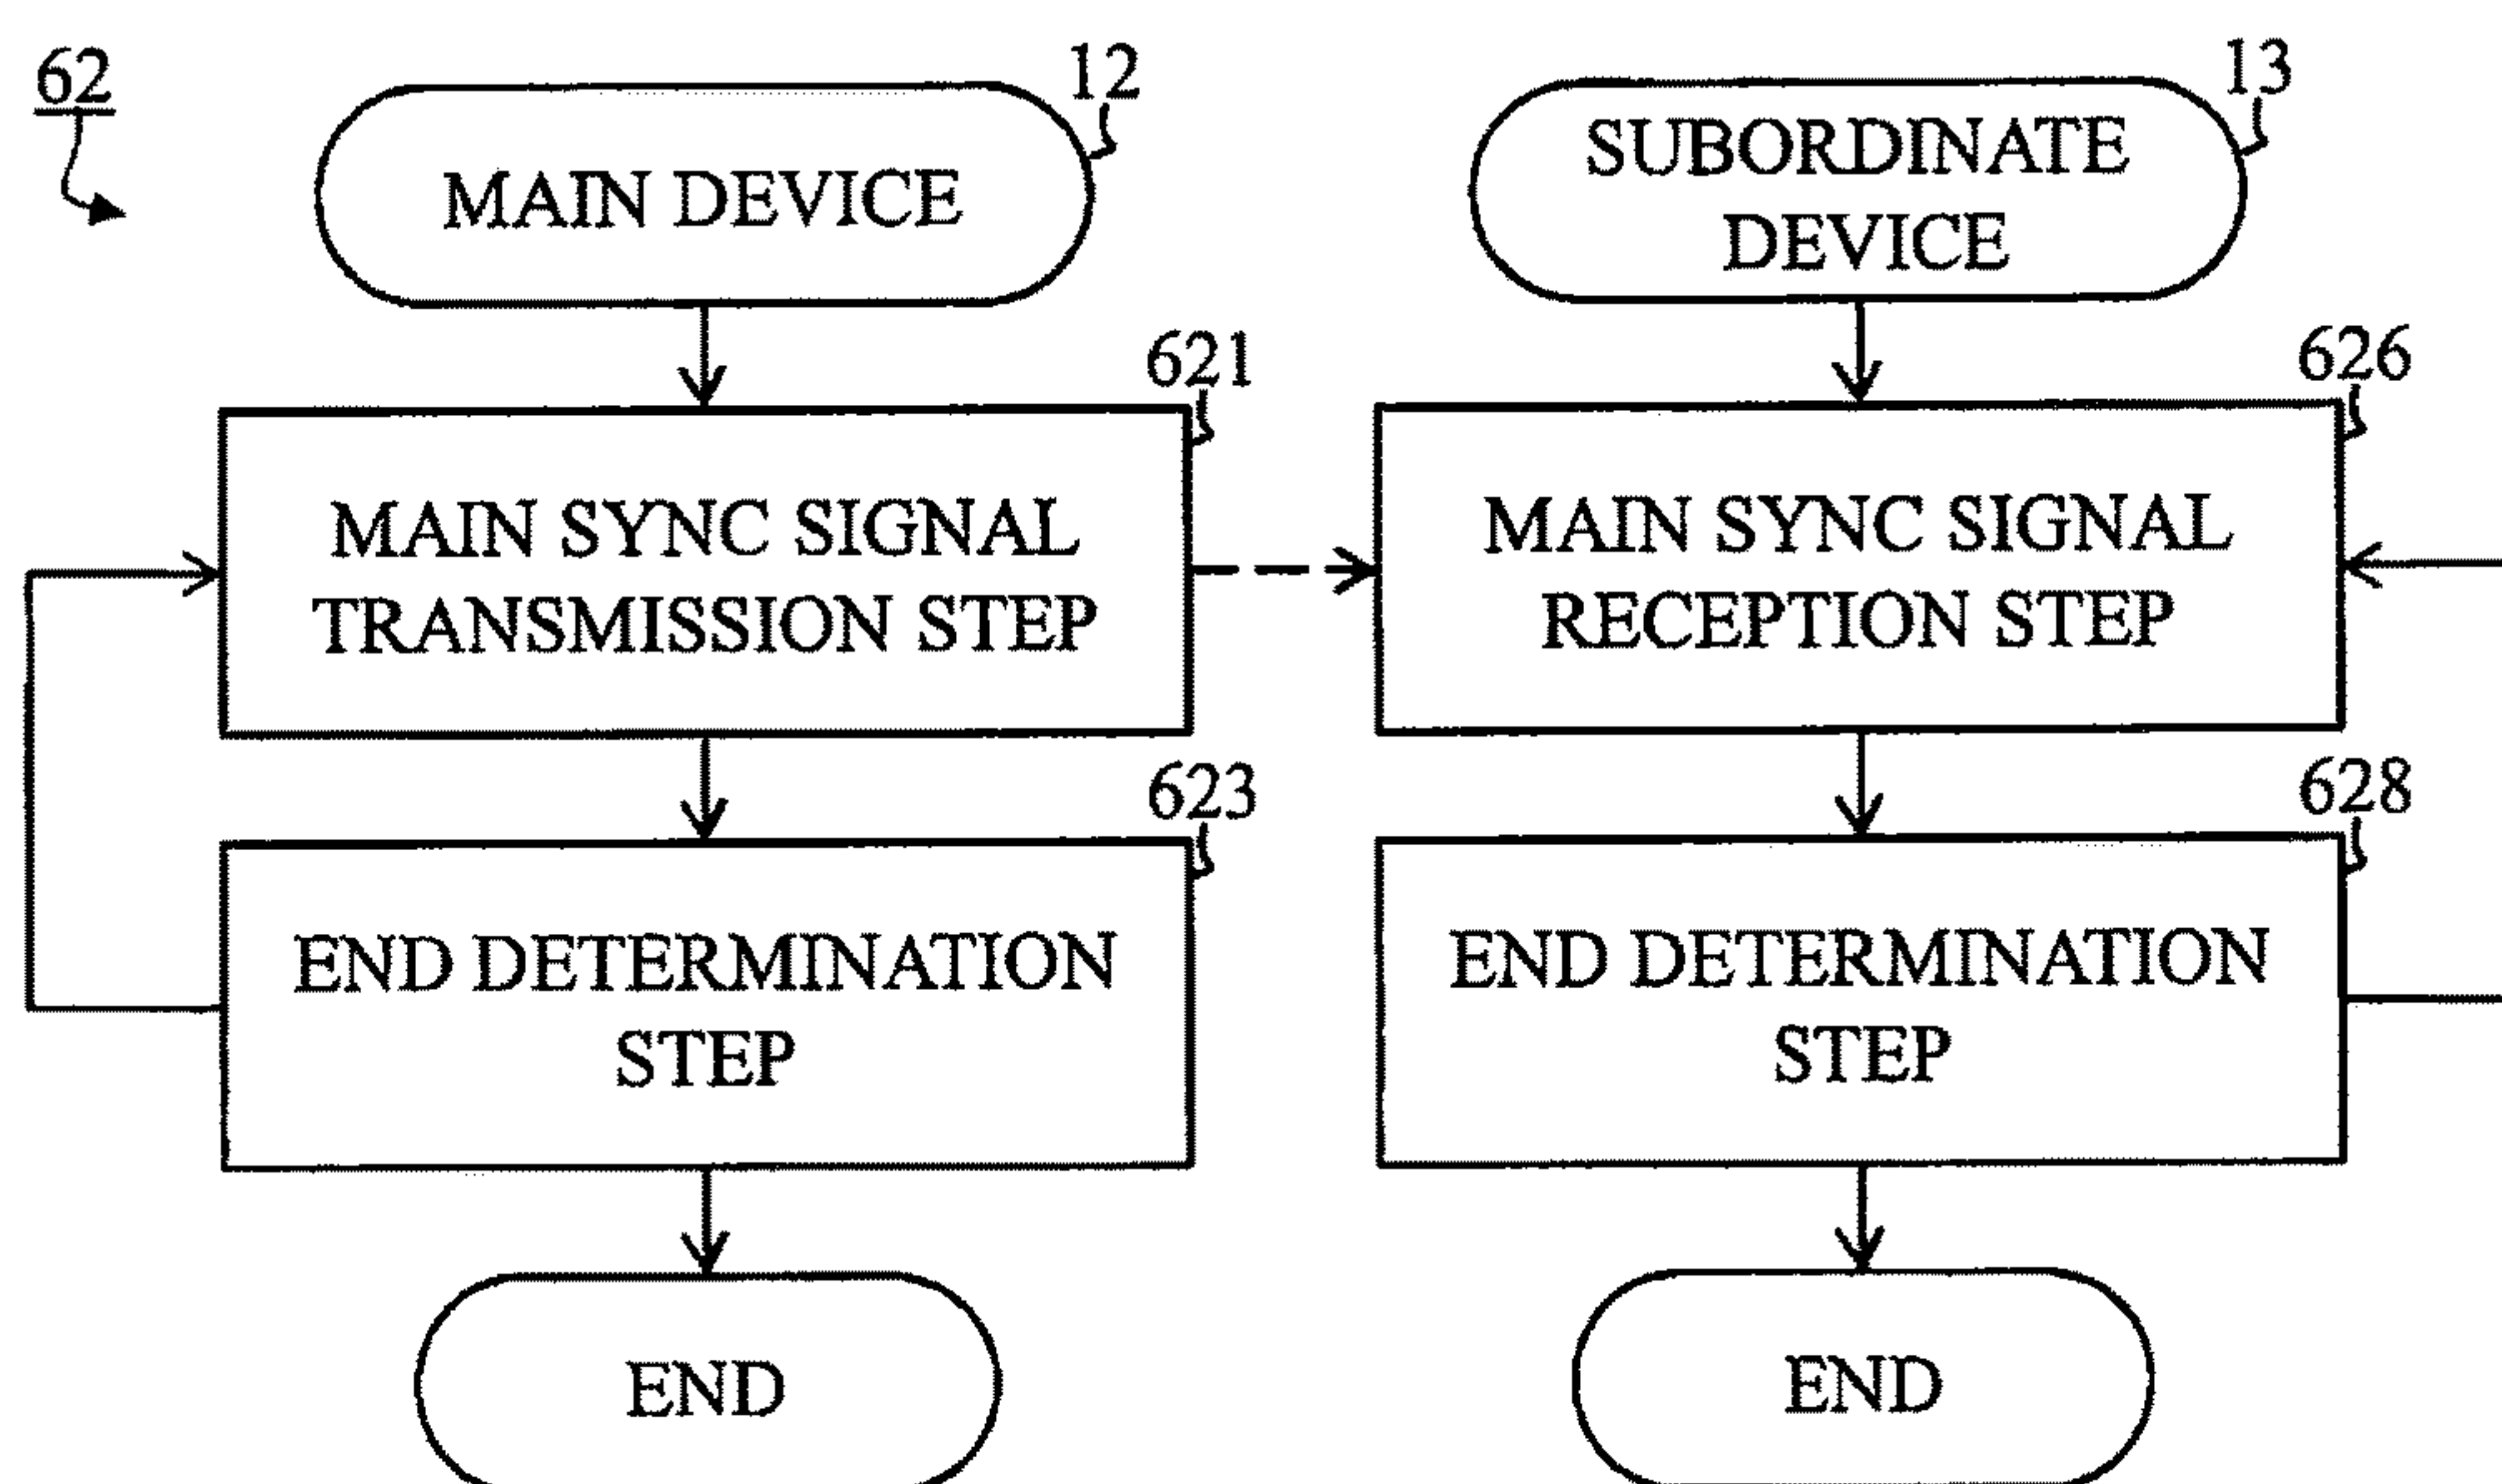 62
12
MAIN DEVICE
13
SUBORDINATE
DEVICE
621
MAIN SYNC SIGNAL
TRANSMISSION STEP
626
MAIN SYNC SIGNAL
RECEPTION STEP
623
END DETERMINATION
STEP
628
END DETERMINATION
STEP
END
END